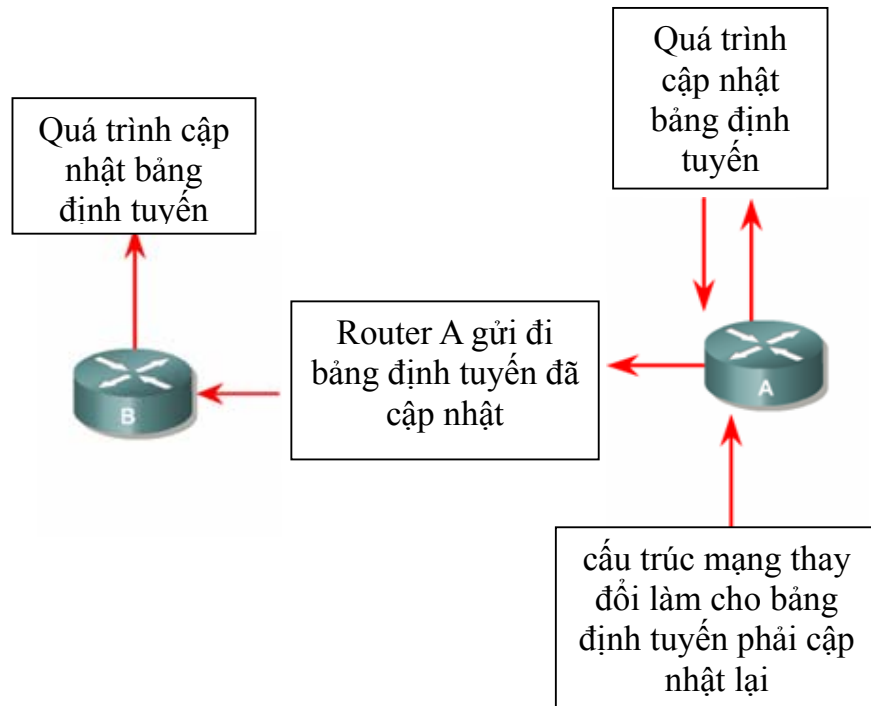 Quá trình
cập nhật
bảng định
tuyến
Quá trình cập
nhật bảng
định tuyến
Router A gửi đi
bảng định tuyến đã
cập nhật
B
A
cấu trúc mạng thay
đổi làm cho bảng
định tuyến phải cập
nhật lại